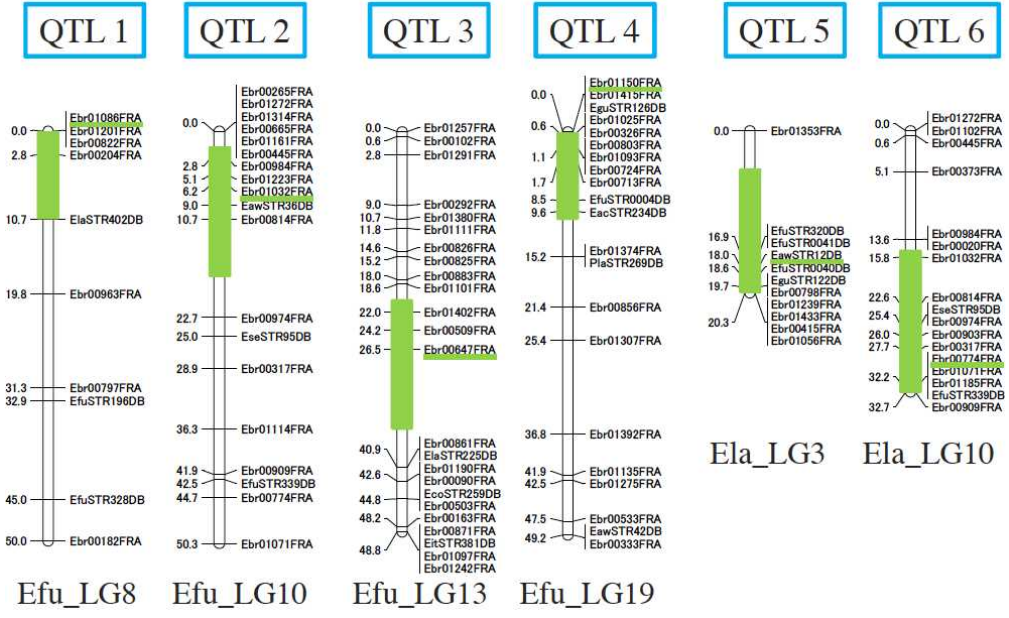 QTL 1
QTL 2
QTL 3
QTL 4
QTL 5
QTL 6
Ebr01086FRA
0.0 Ebr01201FRA
Ebr00822FRA
2.8 Ebr00204FRA
10.7 ElaSTR402DB
19.8 Ebr00963FRA
31.3 Ebr00797FRA
32.9 EfuSTR196DB
45.0 EfuSTR328DB
50.0 Ebr00182FRA
Efu_LG8
Ebr00265FRA
Ebr01272FRA
0.0 Ebr01314FRA
Ebr00665FRA
Ebr01161FRA
Ebr00445FRA
2.8 Ebr00984FRA
5.1 Ebr01223FRA
6.2 Ebr01032FRA
9.0 EawSTR36DB
10.7 Ebr00814FRA
22.7 Ebr00974FRA
25.0 EseSTR95DB
28.9 Ebr00317FRA
36.3 Ebr01114FRA
41.9 Ebr00909FRA
42.5 EfuSTR339DB
44.7 Ebr00774FRA
50.3 Ebr01071FRA
Efu_LG10
0.0 Ebr01257FRA
0.6 Ebr00102FRA
2.8 Ebr01291FRA
9.0 Ebr00292FRA
10.7 Ebr01380FRA
11.8 Ebr01111FRA
14.6 Ebr00826FRA
15.2 Ebr00825FRA
18.0 Ebr00883FRA
18.6 Ebr01101FRA
22.0 Ebr01402FRA
24.2 Ebr00509FRA
26.5 Ebr00647FRA
Ebr00861FRA
40.9 ElaSTR225DB
Ebr01190FRA
42.6 Ebr00090FRA
EcoSTR259DB
44.8 Ebr00503FRA
48.2 Ebr00163FRA
Ebr00871FRA
48.8 EitSTR381DB
Ebr01097FRA
Ebr01242FRA
Efu_LG13
Ebr01150FRA
0.0 Ebr01415FRA
EguSTR126DB
Ebr01025FRA
0.6 Ebr00326FRA
Ebr00803FRA
1.1 Ebr01093FRA
Ebr00724FRA
1.7 Ebr00713FRA
8.5 EfuSTR0004DB
9.6 EacSTR234DB
Ebr01374FRA
15.2 PlaSTR269DB
21.4 Ebr00856FRA
25.4 Ebr01307FRA
36.8 Ebr01392FRA
41.9 Ebr01135FRA
42.5 Ebr01275FRA
47.5 Ebr00533FRA
EawSTR42DB
49.2 Ebr00333FRA
Efu_LG19
0.0 Ebr01353FRA
EfuSTR320DB
16.9 EfuSTR0041DB
18.0 EawSTR12DB
18.6 EfuSTR0040DB
EguSTR122DB
19.7 Ebr00798FRA
Ebr01239FRA
20.3 Ebr01433FRA
Ebr00415FRA
Ebr01056FRA
Ela_LG3
Ebr01272FRA
0.0 Ebr01102FRA
0.6 Ebr00445FRA
5.1 Ebr00373FRA
Ebr00984FRA
13.6 Ebr00020FRA
15.8 Ebr01032FRA
22.6 Ebr00814FRA
EseSTR95DB
25.4 Ebr00974FRA
26.0 Ebr00903FRA
27.7 Ebr00317FRA
Ebr00774FRA
32.2 Ebr01071FRA
Ebr01185FRA
EfuSTR339DB
32.7 Ebr00909FRA
Ela_LG10